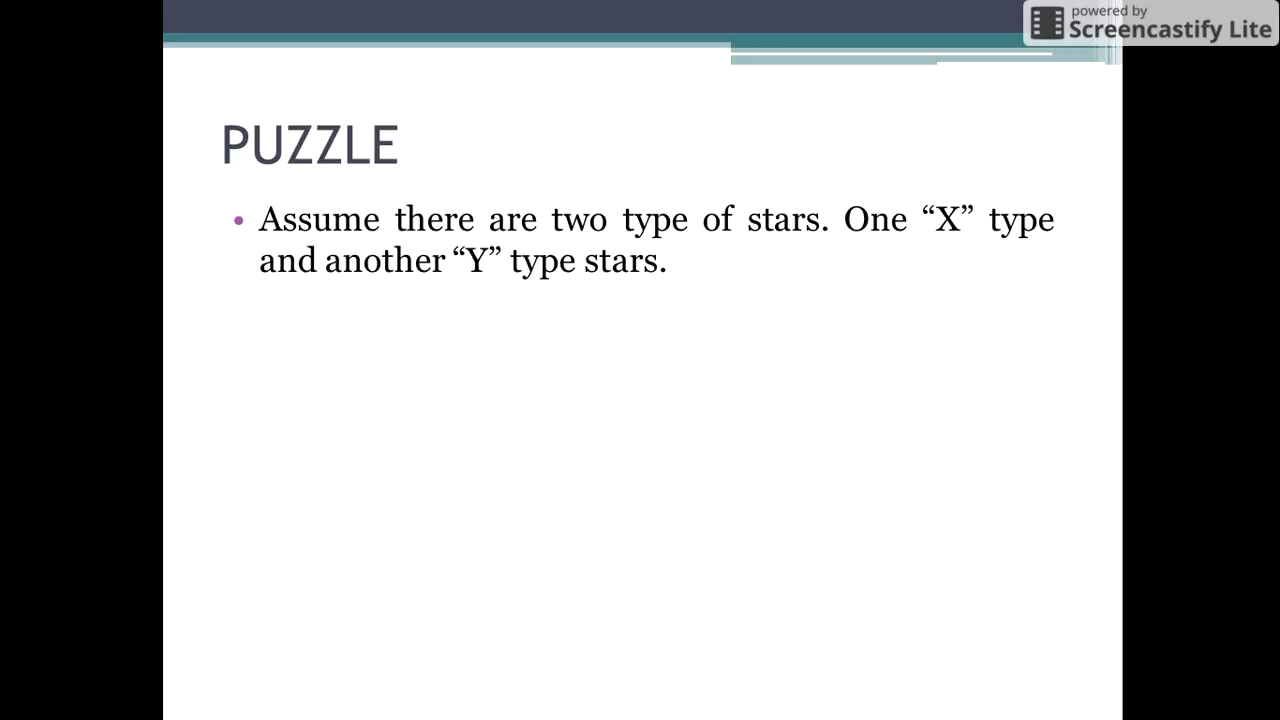 powered by
Screencastify Lite
PUZZLE
• Assume there are two type of stars. One “X” type
and another “Y” type stars.